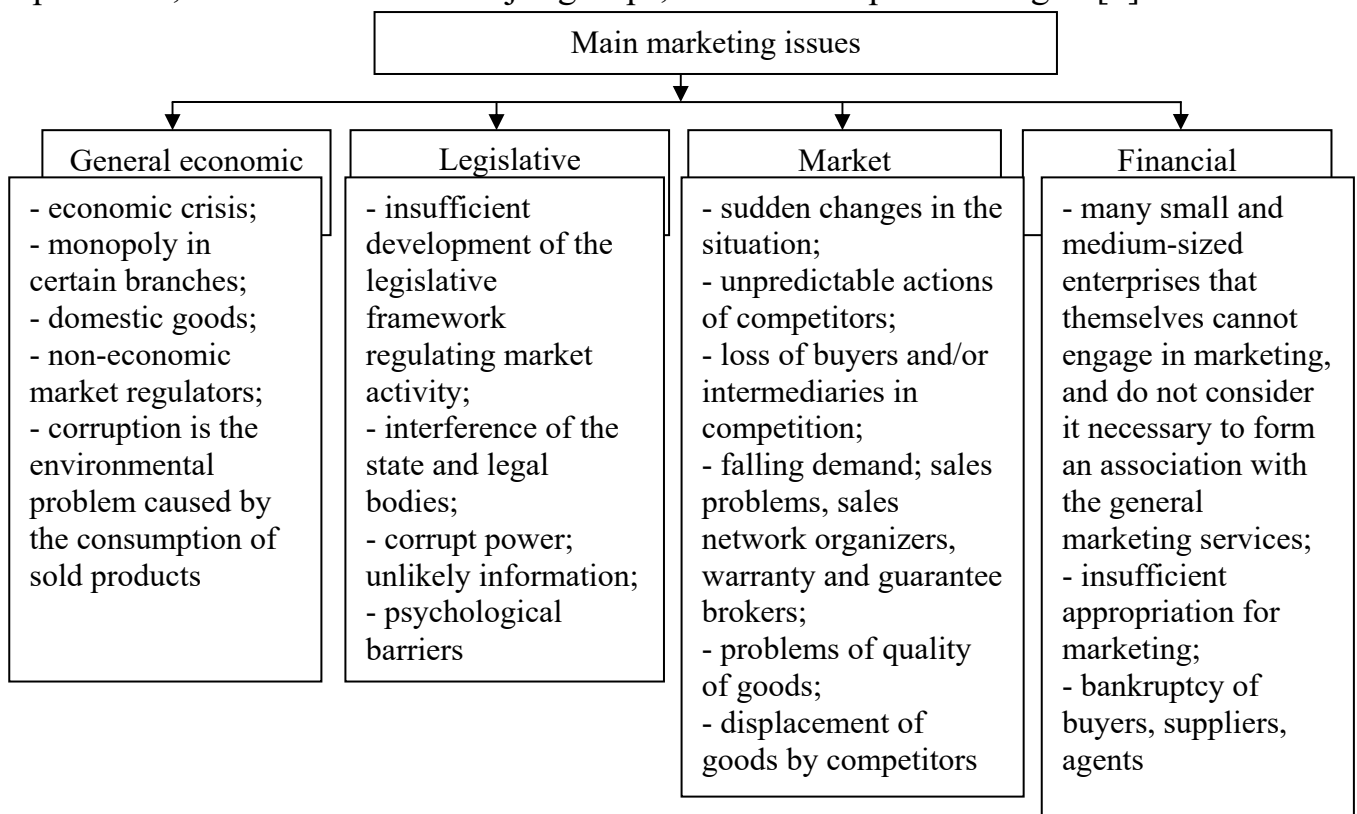 Main marketing issues
General economic
- economic crisis;
- monopoly in
certain branches;
- domestic goods;
- non-economic
market regulators;
- corruption is the
environmental
problem caused by
the consumption of
sold products
Legislative
- insufficient
development of the
legislative
framework
regulating market
activity;
- interference of the
state and legal
bodies;
- corrupt power;
unlikely information;
- psychological
barriers
Market
- sudden changes in the
situation;
- unpredictable actions
of competitors;
- loss of buyers and/or
intermediaries in
competition;
- falling demand; sales
problems, sales
network organizers,
warranty and guarantee
brokers;
- problems of quality
of goods;
- displacement of
goods by competitors
Financial
- many small and
medium-sized
enterprises that
themselves cannot
engage in marketing,
and do not consider
it necessary to form
an association with
the general
marketing services;
- insufficient
appropriation for
marketing;
- bankruptcy of
buyers, suppliers,
agents